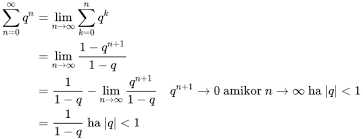 ∑_{n=0}^{∞} q^n = lim_{n→∞} ∑_{k=0}^{n} q^k
= lim_{n→∞} (1 − q^{n+1})/(1 − q)
= 1/(1 − q) − lim_{n→∞} q^{n+1}/(1 − q) q^{n+1} → 0 amikor n → ∞ ha |q| < 1
= 1/(1 − q) ha |q| < 1